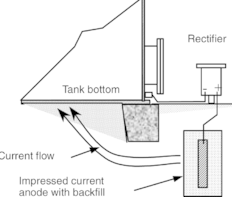 Rectifier
- +
Tank bottom
Current flow
Impressed current
anode with backfill